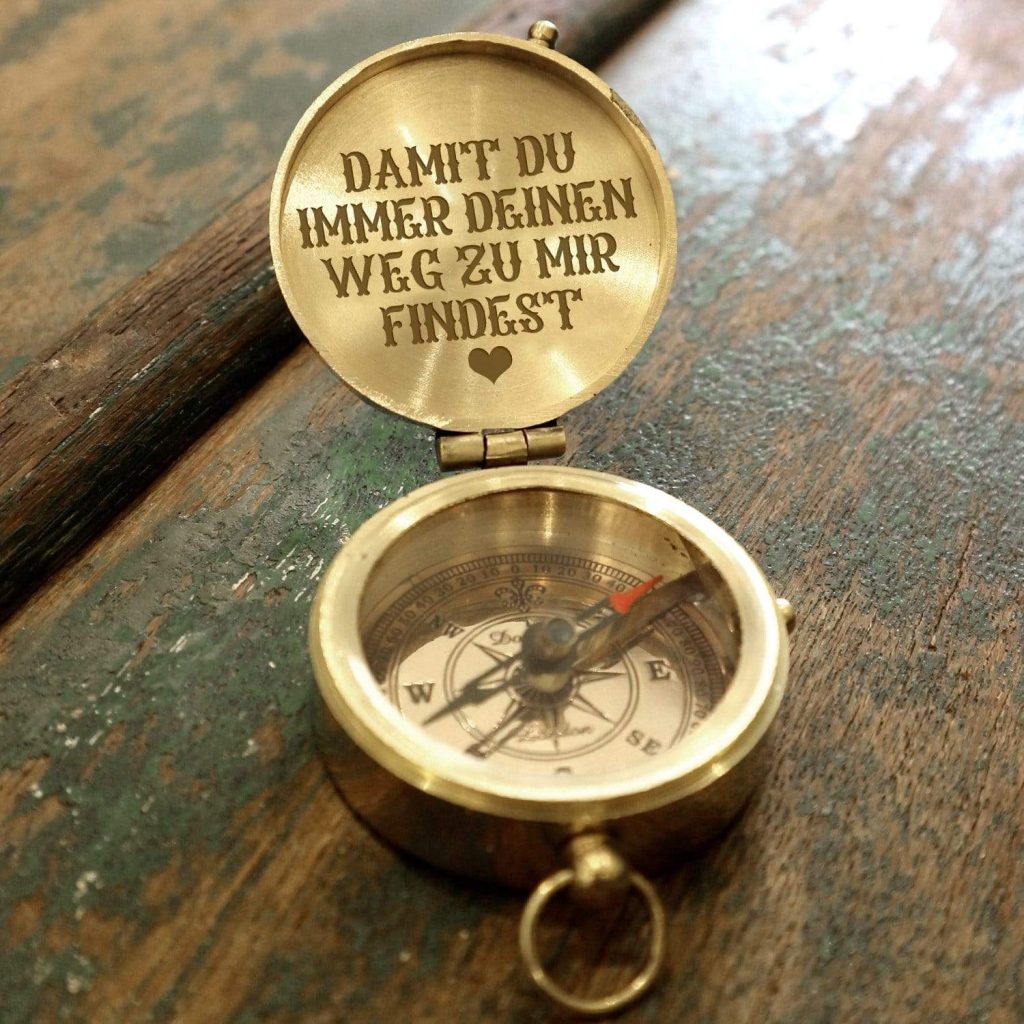 DAMIT DU
IMMER DEINEN
WEG ZU MIR
FINDEST
NW
W
E
SE